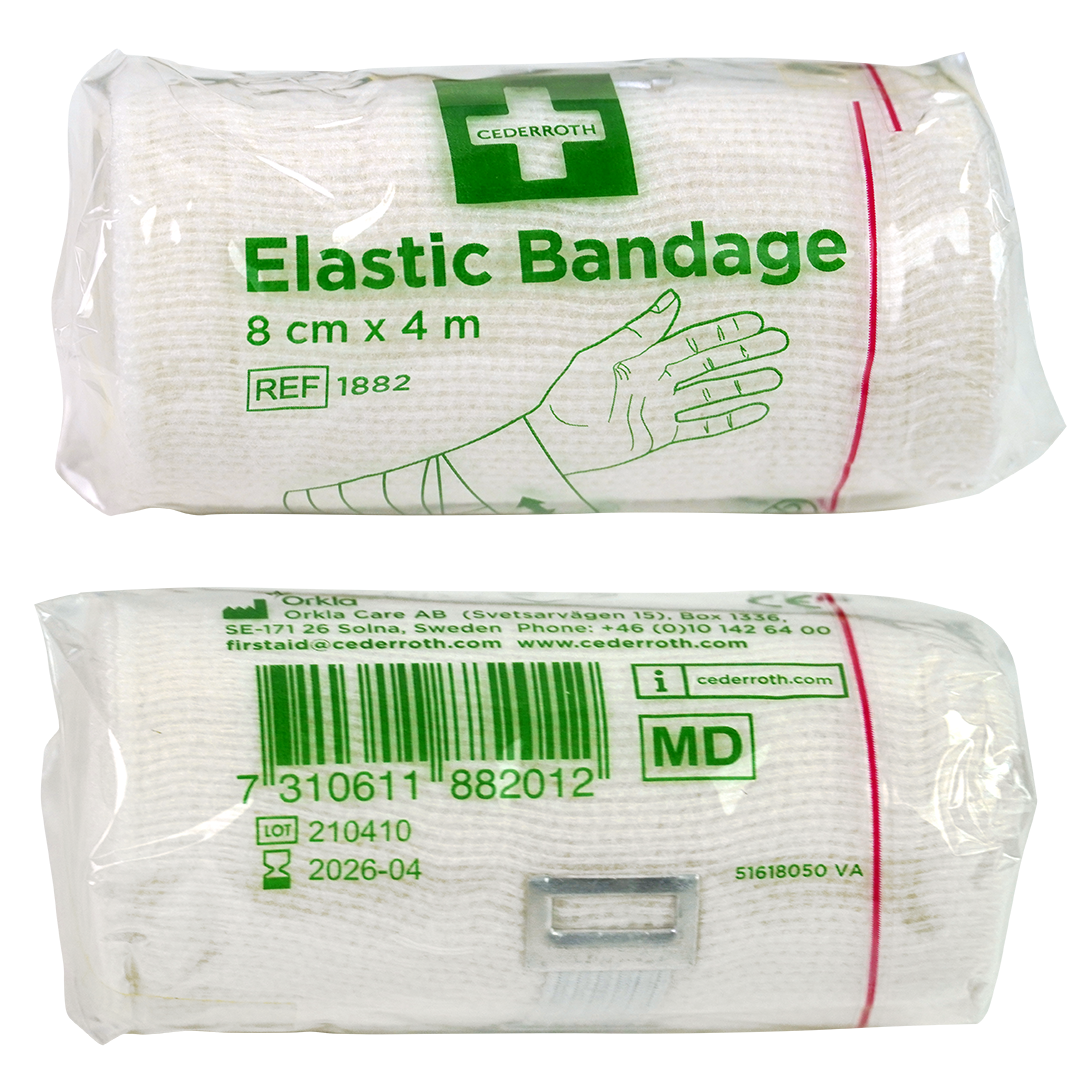 CEDERROTH
Elastic Bandage
8 cm x 4 m
REF 1882
Orkla
Orkla Care AB (Svetsarvägen 15), Box 1336,
SE-171 26 Solna, Sweden Phone: +46 (0)10 142 64 00
firstaid@cederroth.com www.cederroth.com
i cederroth.com
MD
7 310611 882012
LOT 210410
2026-04
51618050 VA